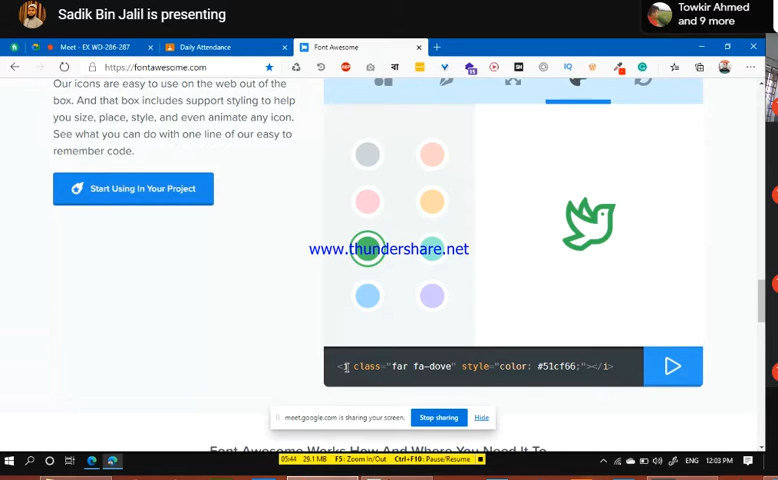 Sadik Bin Jalil is presenting
Towkir Ahmed
and 9 more
Meet - EX WD-286-287
Daily Attendance
Font Awesome
https://fontawesome.com
Our icons are easy to use on the web out of the
box. And that box includes support styling to help
you size, place, style, and even animate any icon.
See what you can do with one line of our easy to
remember code.
Start Using In Your Project
www.thundershare.net
<i class="far fa-dove" style="color: #51cf66;"></i>
meet.google.com is sharing your screen.
Stop sharing
Hide
Font Awesome Works How And Where You Need It To
05:44 29.1 MB F5: Zoom In/Out Ctrl+F10: Pause/Resume
ENG 12:03 PM